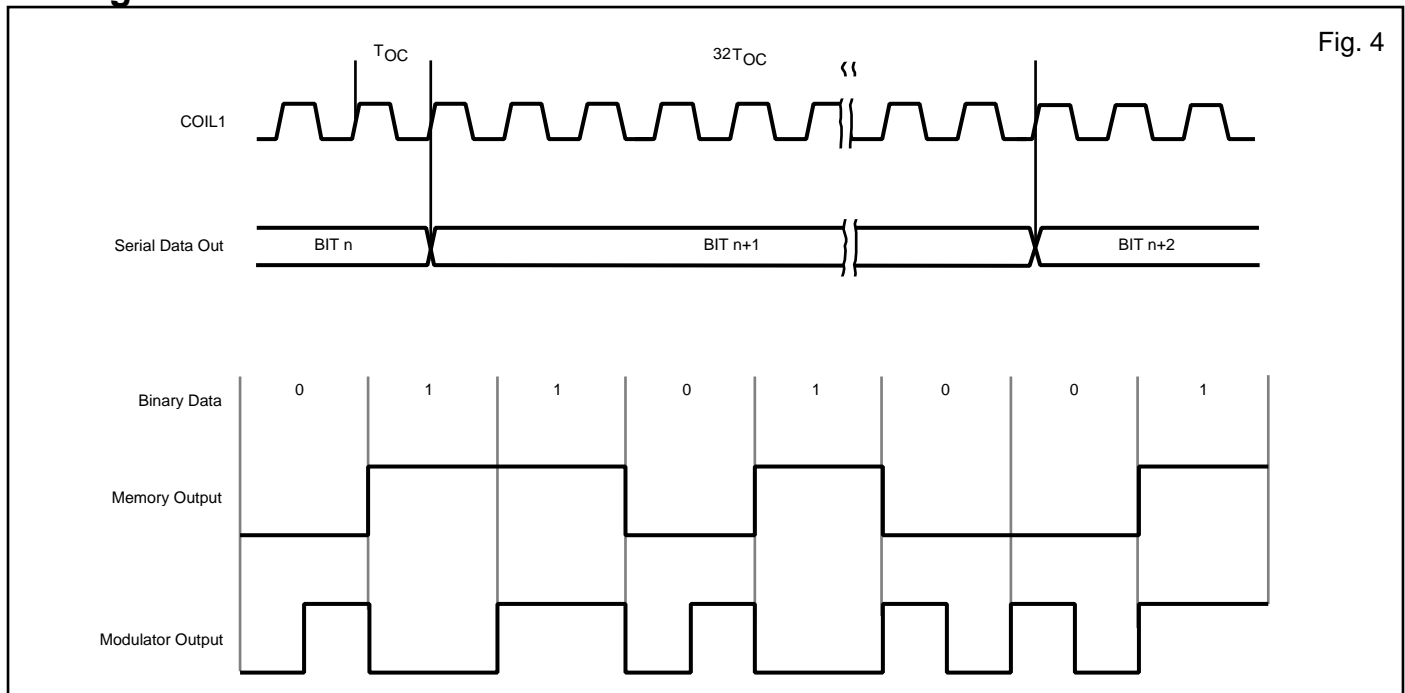 Fig. 4
TOC 32TOC
COIL1
Serial Data Out BIT n BIT n+1 BIT n+2
Binary Data 0 1 1 0 1 0 0 1
Memory Output
Modulator Output